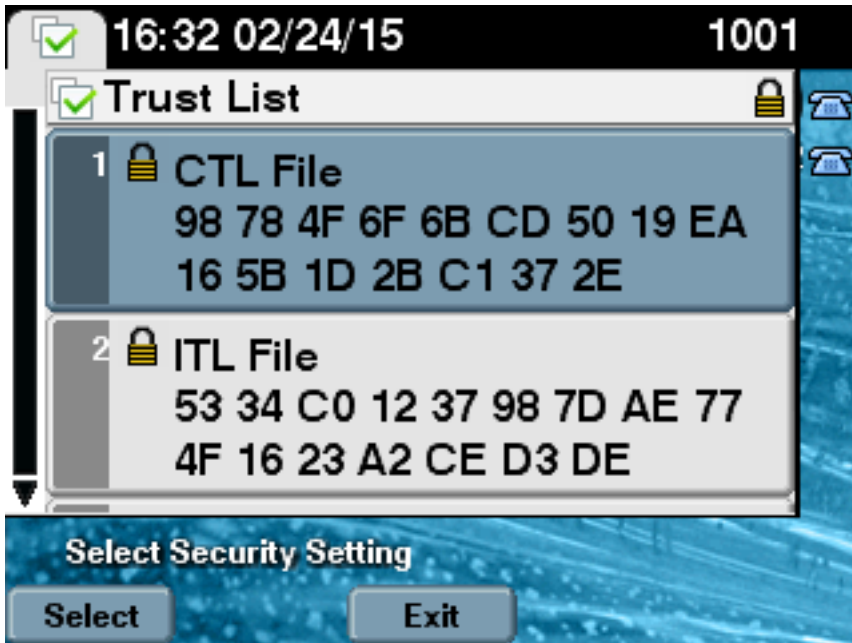 16:32 02/24/15 1001
Trust List
1 CTL File
98 78 4F 6F 6B CD 50 19 EA
16 5B 1D 2B C1 37 2E
2 ITL File
53 34 C0 12 37 98 7D AE 77
4F 16 23 A2 CE D3 DE
Select Security Setting
Select Exit